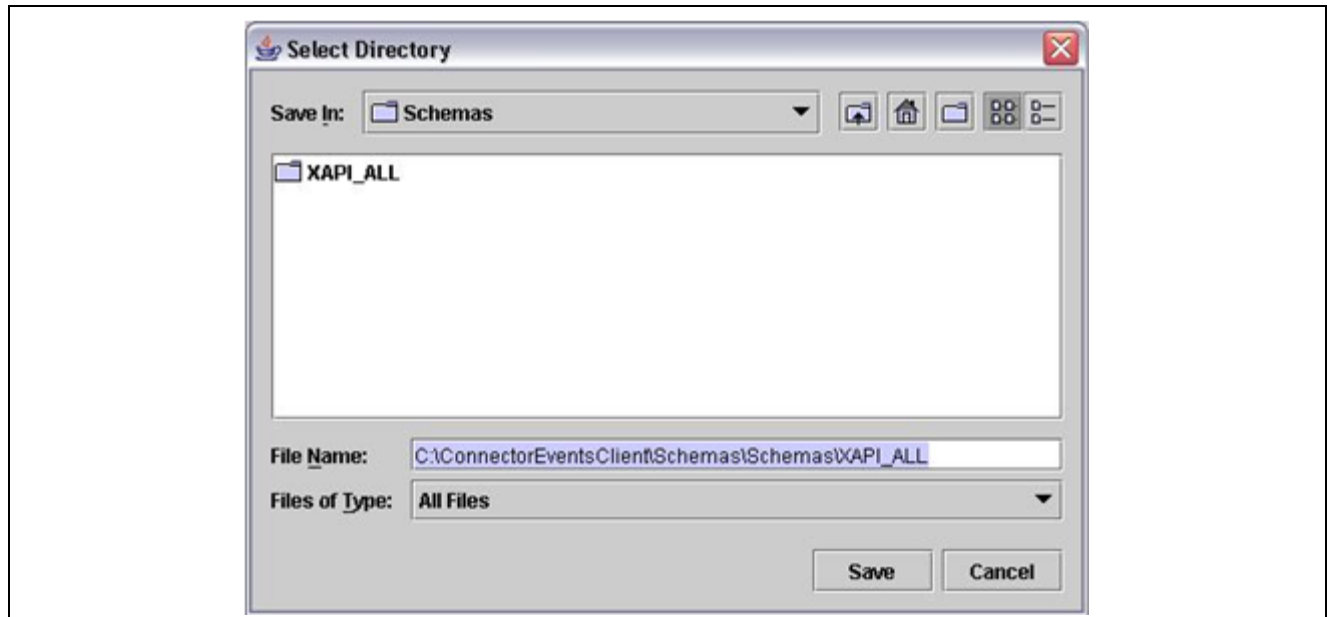 Select Directory
Save In: Schemas
XAPI_ALL
File Name: C:\ConnectorEventsClient\Schemas\Schemas\XAPI_ALL
Files of Type: All Files
Save Cancel